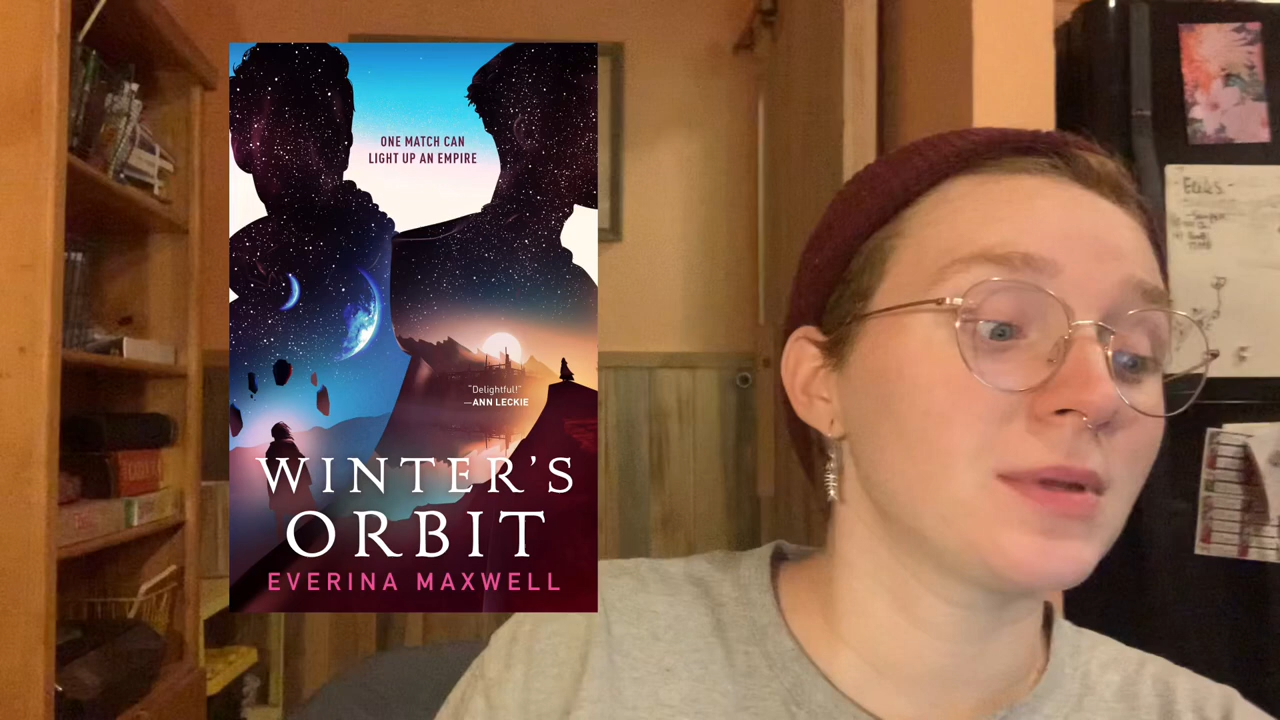 ONE MATCH CAN
LIGHT UP AN EMPIRE
"Delightful!"
—ANN LECKIE
WINTER'S
ORBIT
EVERINA MAXWELL